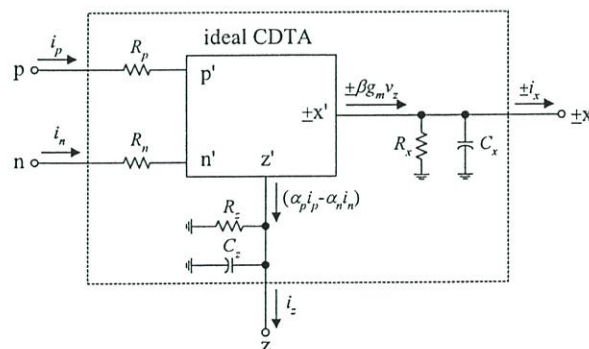 ideal CDTA
i_p
R_p
p
p'
±βg_m v_z
±i_x
±x'
±x
i_n
R_n
n
n'
z'
R_x
C_x
(α_p i_p-α_n i_n)
R_z
C_z
i_z
z